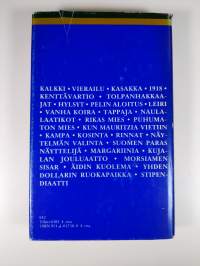 KALKKI • VIERAILU • KASAKKA • 1918 •
KENTTÄVARTIO • TOLPANHAKKAA-
JAT • HYLSYT • PELIN ALOITUS • LEIRI
• VANHA KOIRA • TAPPAJA • NAULA-
LAATIKOT • RIKAS MIES • PUHUMA-
TON MIES • KUN MAURITZIA VIETIIN
• KAMPA • KOSINTA • RINNAT • NÄY-
TELMÄN VALINTA • SUOMEN PARAS
NÄYTTELIJÄ • MARGARIINIA • KUJA-
LAN JOULUAATTO • MORSIAMEN
SISAR • ÄIDIN KUOLEMA • YHDEN
DOLLARIN RUOKAPAIKKA • STIPEN-
DIAATTI